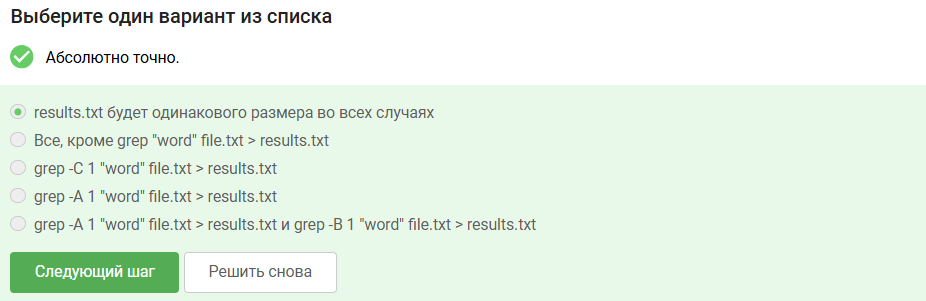 Выберите один вариант из списка
Абсолютно точно.
results.txt будет одинакового размера во всех случаях
Все, кроме grep "word" file.txt > results.txt
grep -C 1 "word" file.txt > results.txt
grep -A 1 "word" file.txt > results.txt
grep -A 1 "word" file.txt > results.txt и grep -B 1 "word" file.txt > results.txt
Следующий шаг Решить снова